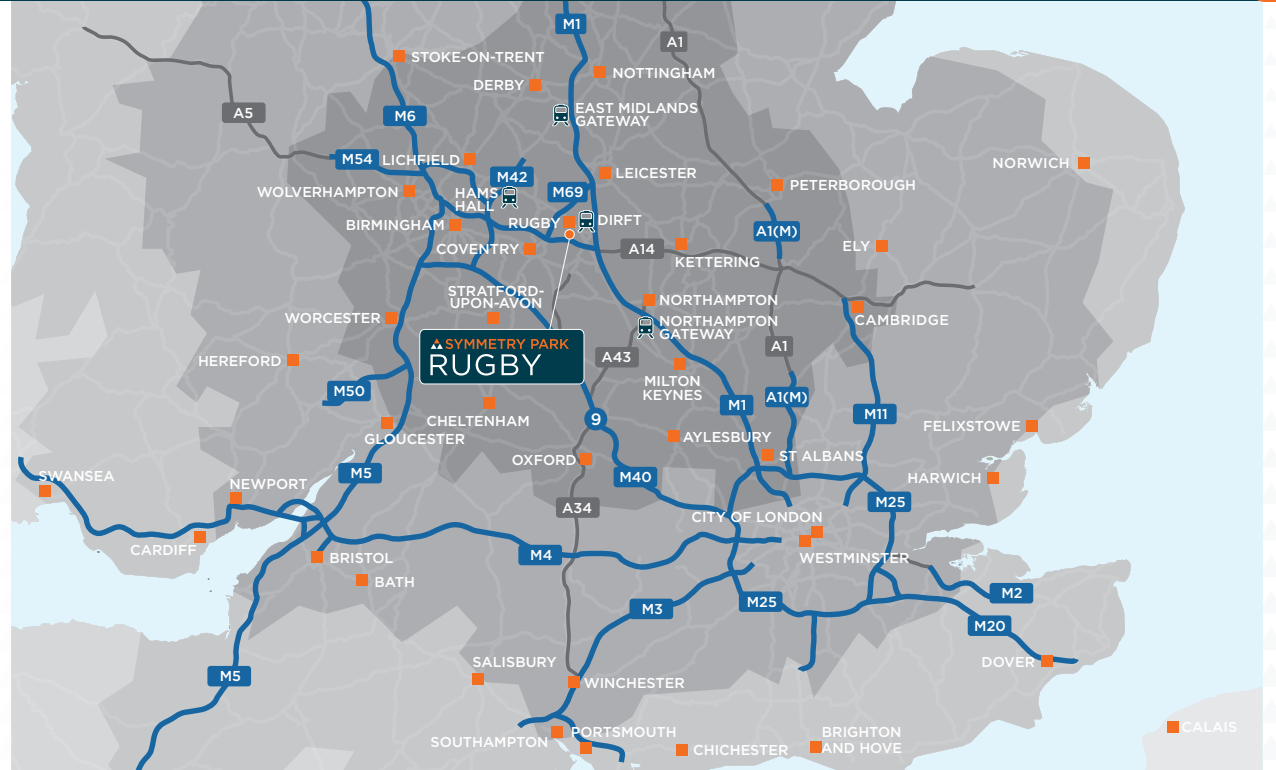 M1
A1
STOKE-ON-TRENT
NOTTINGHAM
DERBY
EAST MIDLANDS
GATEWAY
A5
M6
M54
LICHFIELD
NORWICH
M42
LEICESTER
WOLVERHAMPTON
HAMS
HALL
M69
PETERBOROUGH
BIRMINGHAM
RUGBY
DIRFT
A1(M)
COVENTRY
A14
KETTERING
ELY
STRATFORD-
UPON-AVON
NORTHAMPTON
WORCESTER
NORTHAMPTON
GATEWAY
CAMBRIDGE
SYMMETRY PARK
RUGBY
HEREFORD
A43
A1
M50
MILTON
KEYNES
A1(M)
M1
M11
CHELTENHAM
9
GLOUCESTER
AYLESBURY
FELIXSTOWE
OXFORD
ST ALBANS
SWANSEA
M5
M40
HARWICH
NEWPORT
A34
M25
CITY OF LONDON
CARDIFF
BRISTOL
M4
WESTMINSTER
BATH
M3
M25
M2
M20
SALISBURY
DOVER
M5
WINCHESTER
PORTSMOUTH
SOUTHAMPTON
CHICHESTER
BRIGHTON
AND HOVE
CALAIS